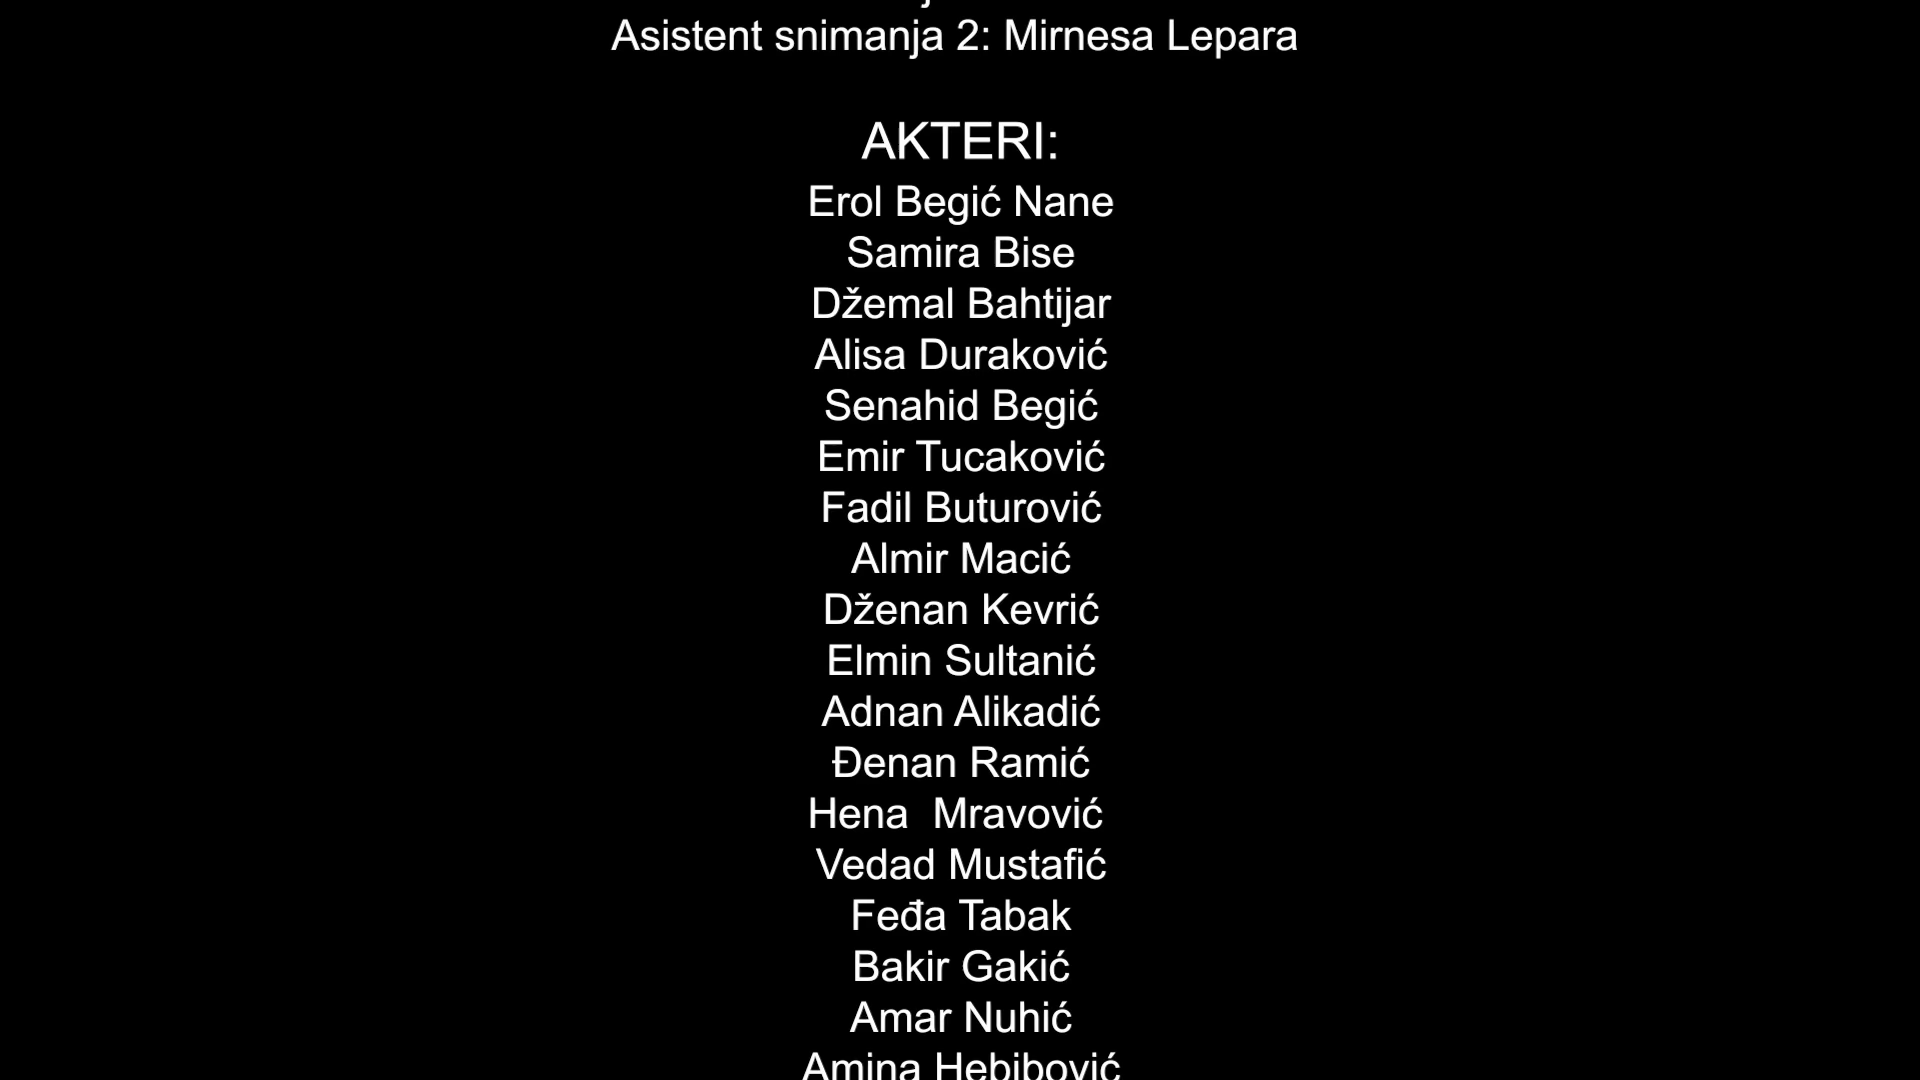 Asistent snimanja 2: Mirnesa Lepara
AKTERI:
Erol Begić Nane
Samira Bise
Džemal Bahtijar
Alisa Duraković
Senahid Begić
Emir Tucaković
Fadil Buturović
Almir Macić
Dženan Kevrić
Elmin Sultanić
Adnan Alikadić
Đenan Ramić
Hena  Mravović
Vedad Mustafić
Feđa Tabak
Bakir Gakić
Amar Nuhić
Amina Hebibović